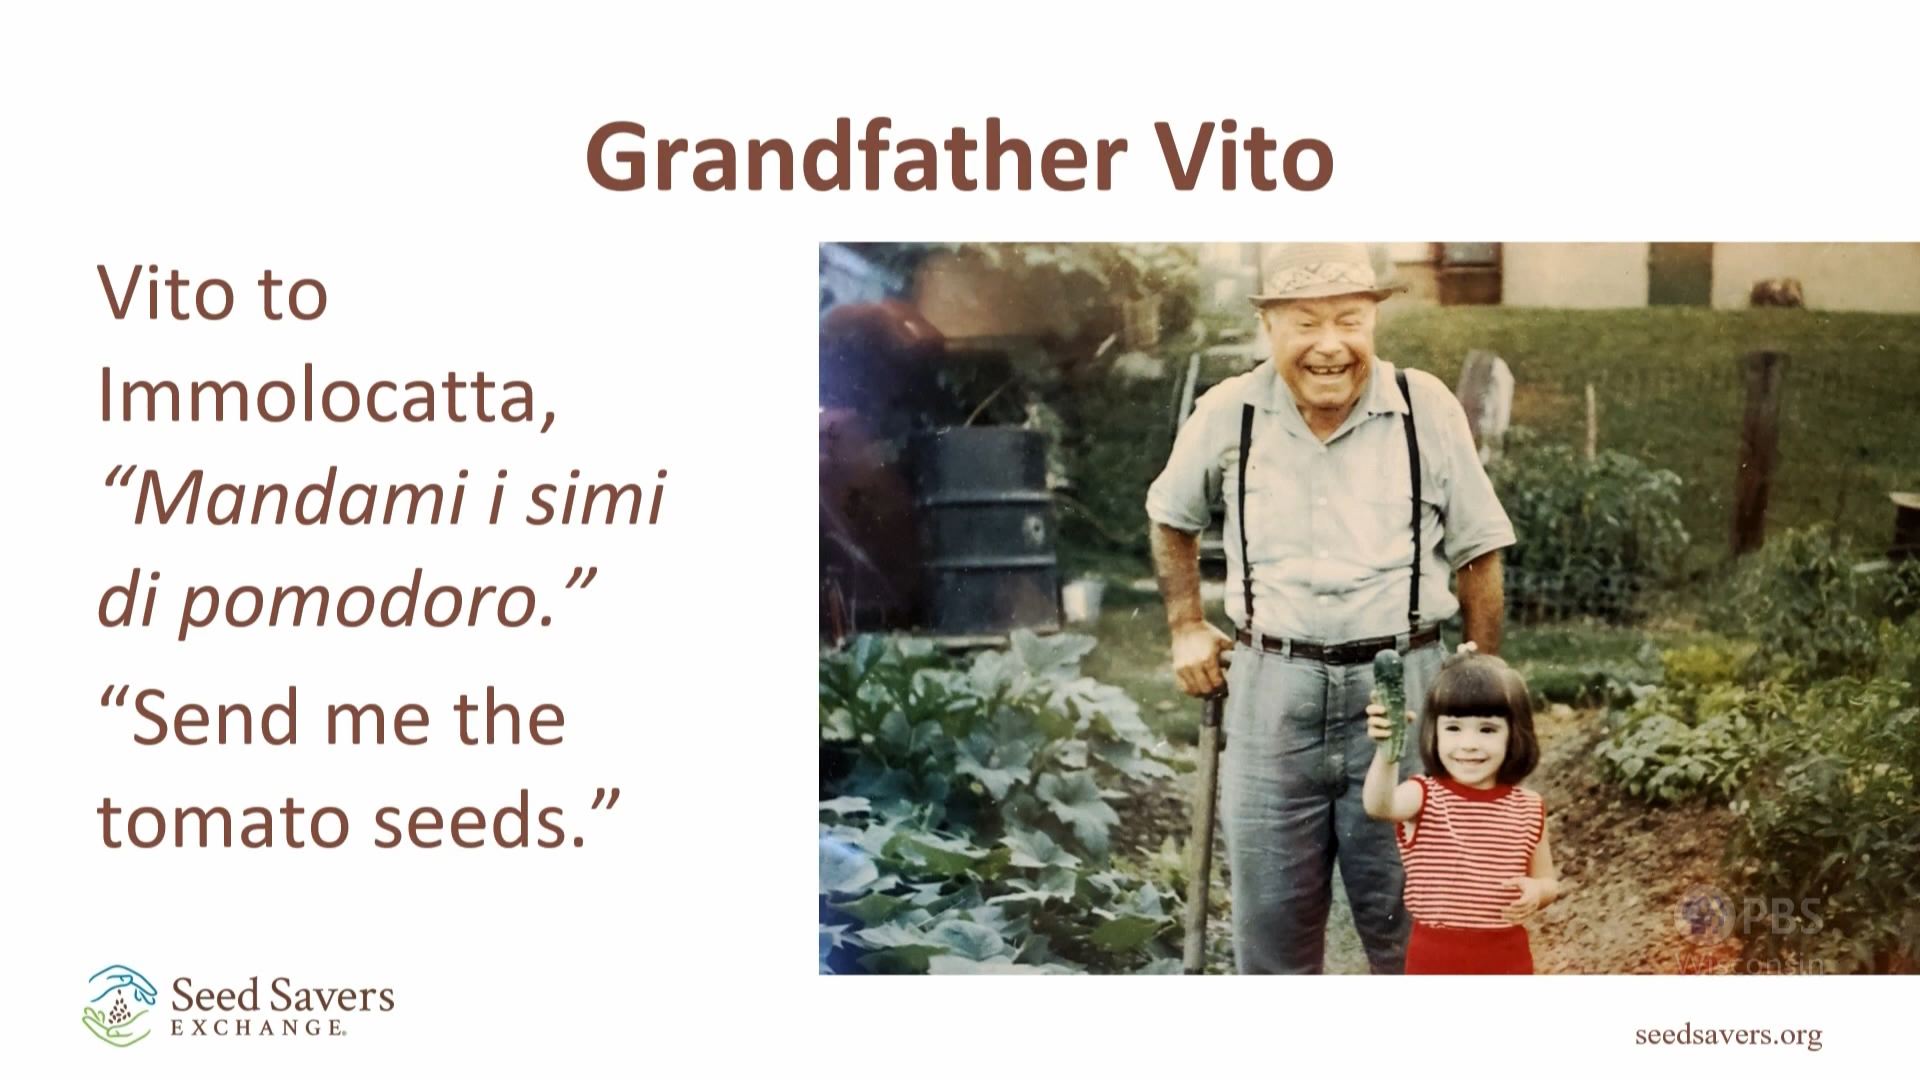 Grandfather Vito
Vito to
Immolocatta,
“Mandami i simi
di pomodoro.”
“Send me the
tomato seeds.”
PBS
Wisconsin
Seed Savers
EXCHANGE®
seedsavers.org